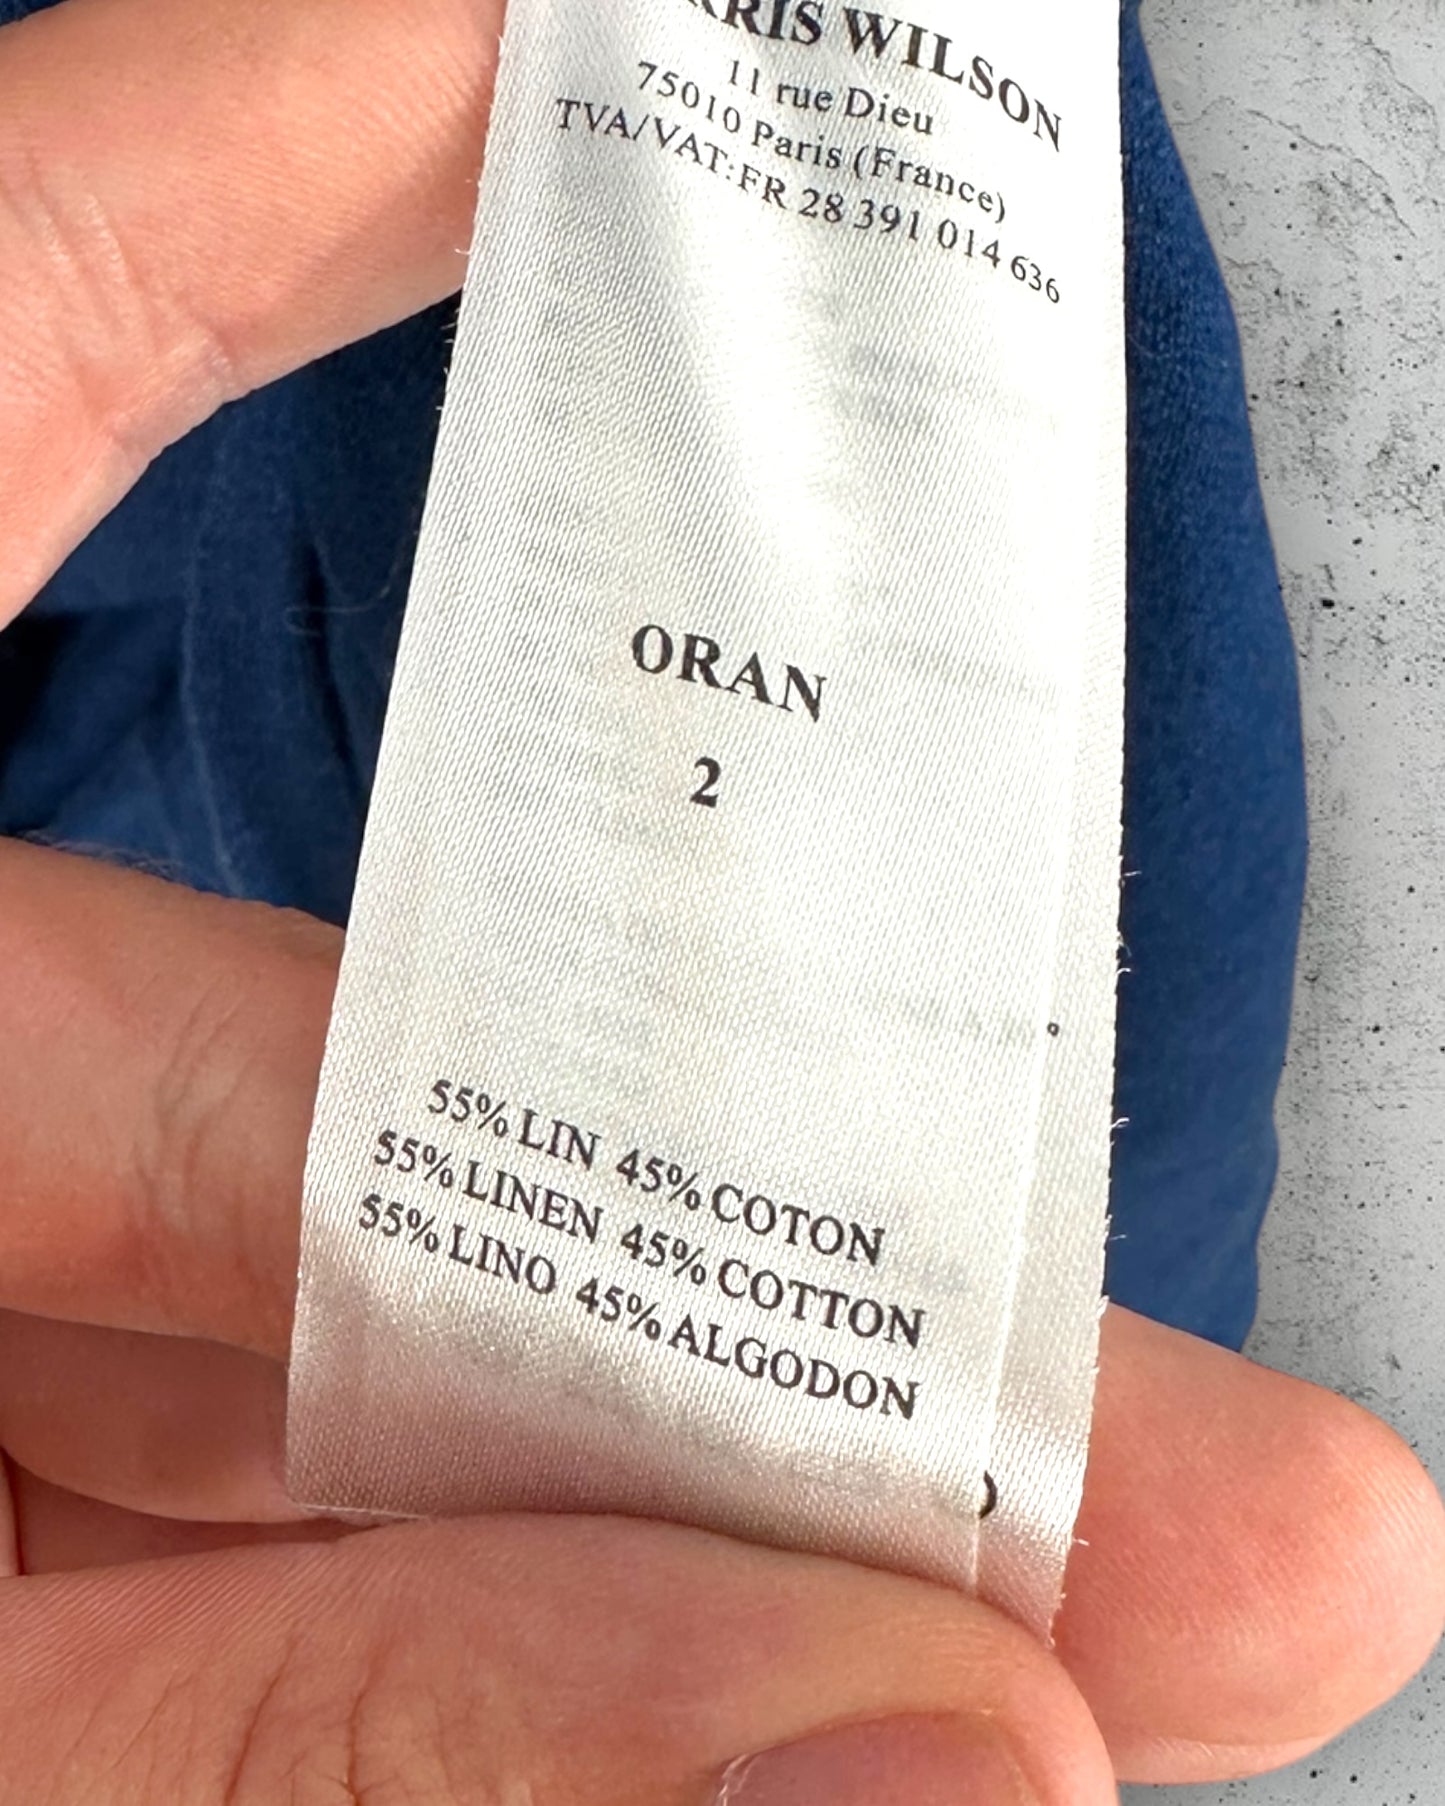 WILSON
11 rue Dieu
75010 Paris (France)
TVA/VAT:FR 28 391 014 636
ORAN
2
55% LIN 45% COTON
55% LINEN 45% COTTON
55% LINO 45% ALGODON